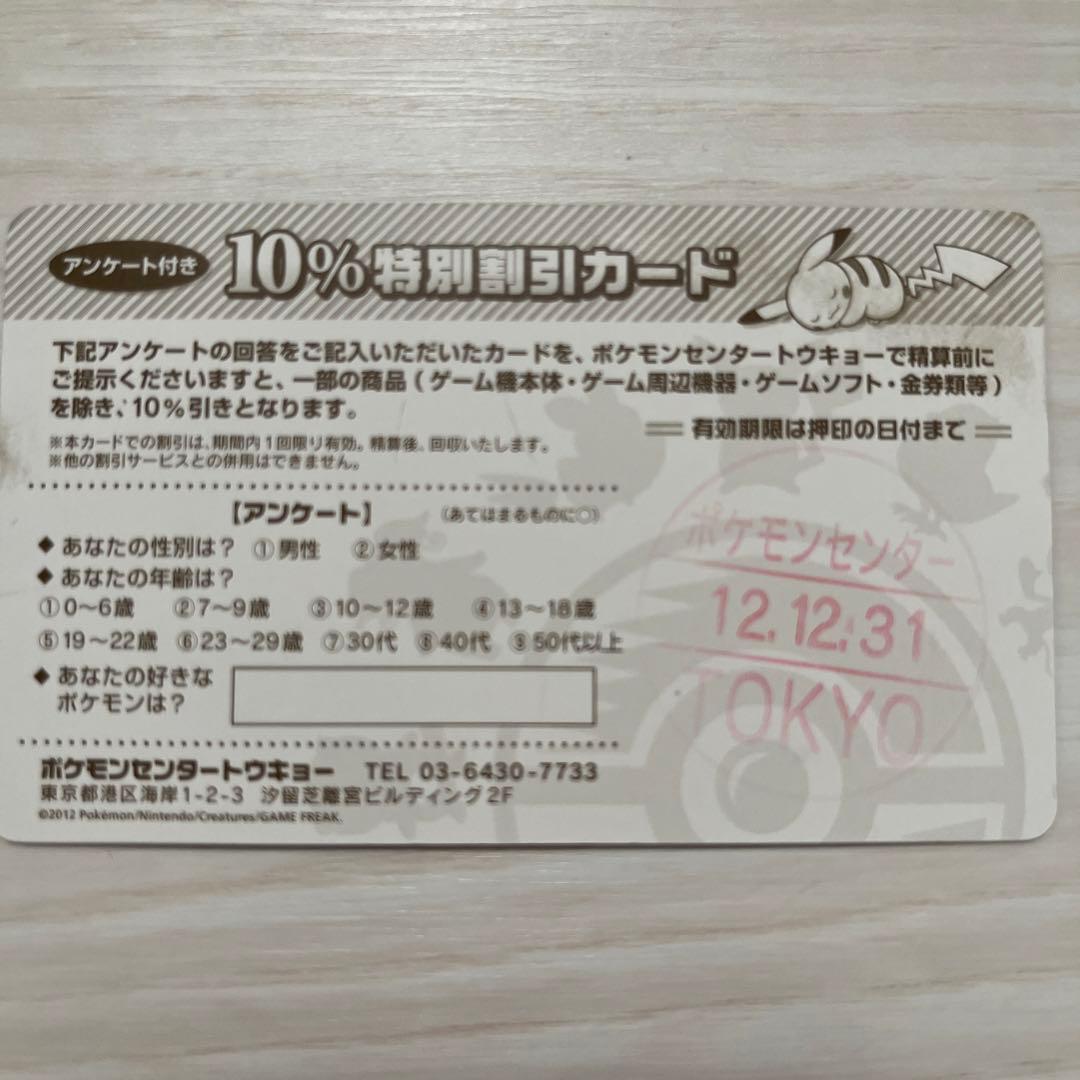 アンケート付き 10%特別割引カード
下記アンケートの回答をご記入いただいたカードを、ポケモンセンタートウキョーで精算前に
ご提示くださいますと、一部の商品(ゲーム機本体・ゲーム周辺機器・ゲームソフト・金券類等)
を除き、10%引きとなります。
有効期限は押印の日付まで
※本カードでの割引は、期間内1回限り有効。精算後、回収いたします。
※他の割引サービスとの併用はできません。
【アンケート】 (あてはまるものに○)
◆あなたの性別は? ①男性 ②女性
◆あなたの年齢は?
①0〜6歳 ②7〜9歳 ③10〜12歳 ④13〜18歳
⑤19〜22歳 ⑥23〜29歳 ⑦30代 ⑧40代 ⑨50代以上
◆あなたの好きな
ポケモンは?
ポケモンセンター
12.12.31
TOKYO
ポケモンセンタートウキョー TEL 03-6430-7733
東京都港区海岸1-2-3 汐留芝離宮ビルディング2F
©2012 Pokémon/Nintendo/Creatures/GAME FREAK.